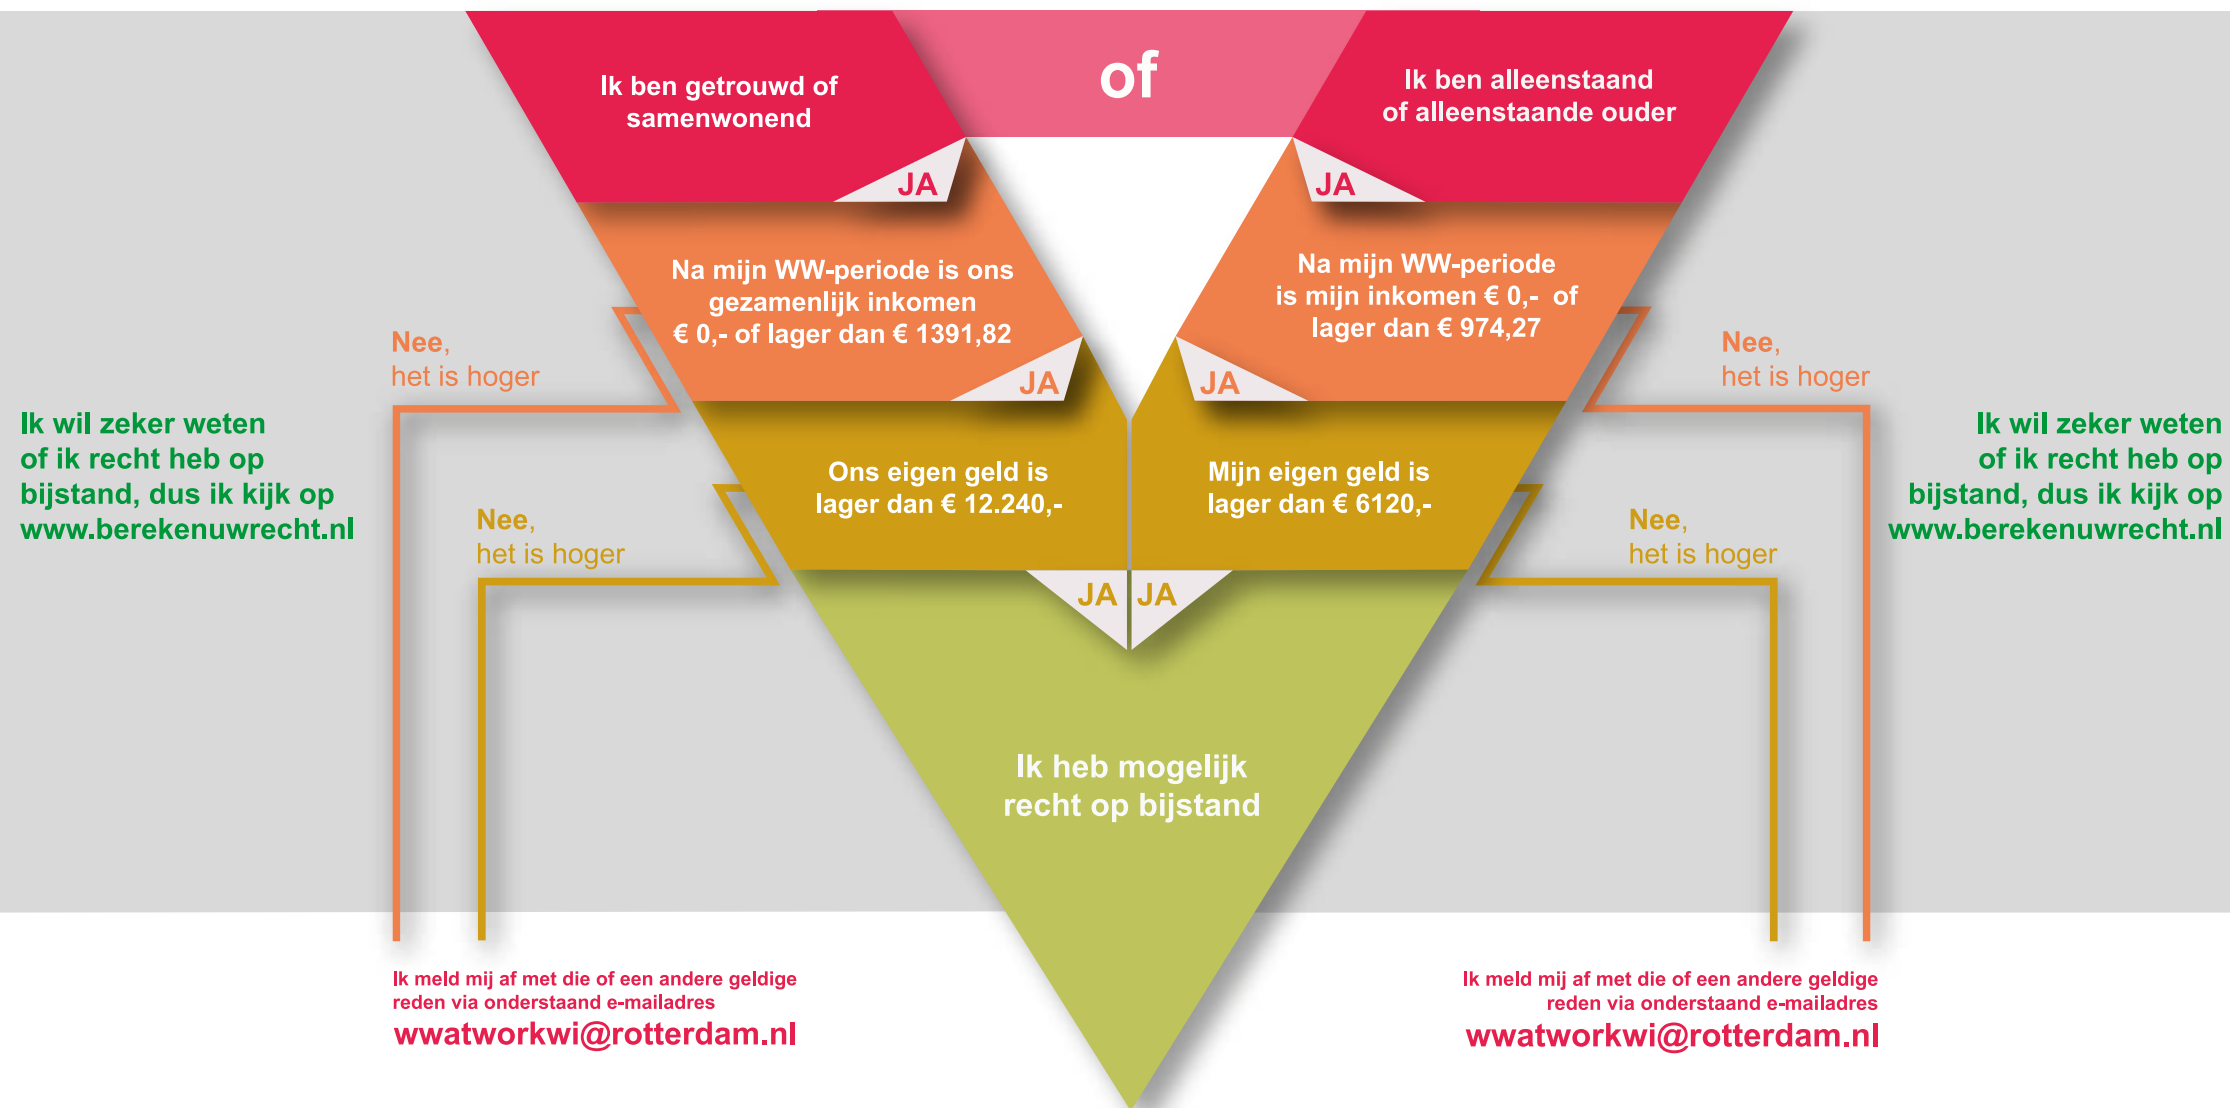 of
Ik ben getrouwd of
samenwonend
JA
Ik ben alleenstaand
of alleenstaande ouder
JA
Na mijn WW-periode is ons
gezamenlijk inkomen
€ 0,- of lager dan € 1391,82
JA
Na mijn WW-periode
is mijn inkomen € 0,- of
lager dan € 974,27
JA
Nee,
het is hoger
Nee,
het is hoger
Ik wil zeker weten
of ik recht heb op
bijstand, dus ik kijk op
www.berekenuwrecht.nl
Ik wil zeker weten
of ik recht heb op
bijstand, dus ik kijk op
www.berekenuwrecht.nl
Ons eigen geld is
lager dan € 12.240,-
JA
Mijn eigen geld is
lager dan € 6120,-
JA
Nee,
het is hoger
Nee,
het is hoger
Ik heb mogelijk
recht op bijstand
Ik meld mij af met die of een andere geldige
reden via onderstaand e-mailadres
wwatworkwi@rotterdam.nl
Ik meld mij af met die of een andere geldige
reden via onderstaand e-mailadres
wwatworkwi@rotterdam.nl